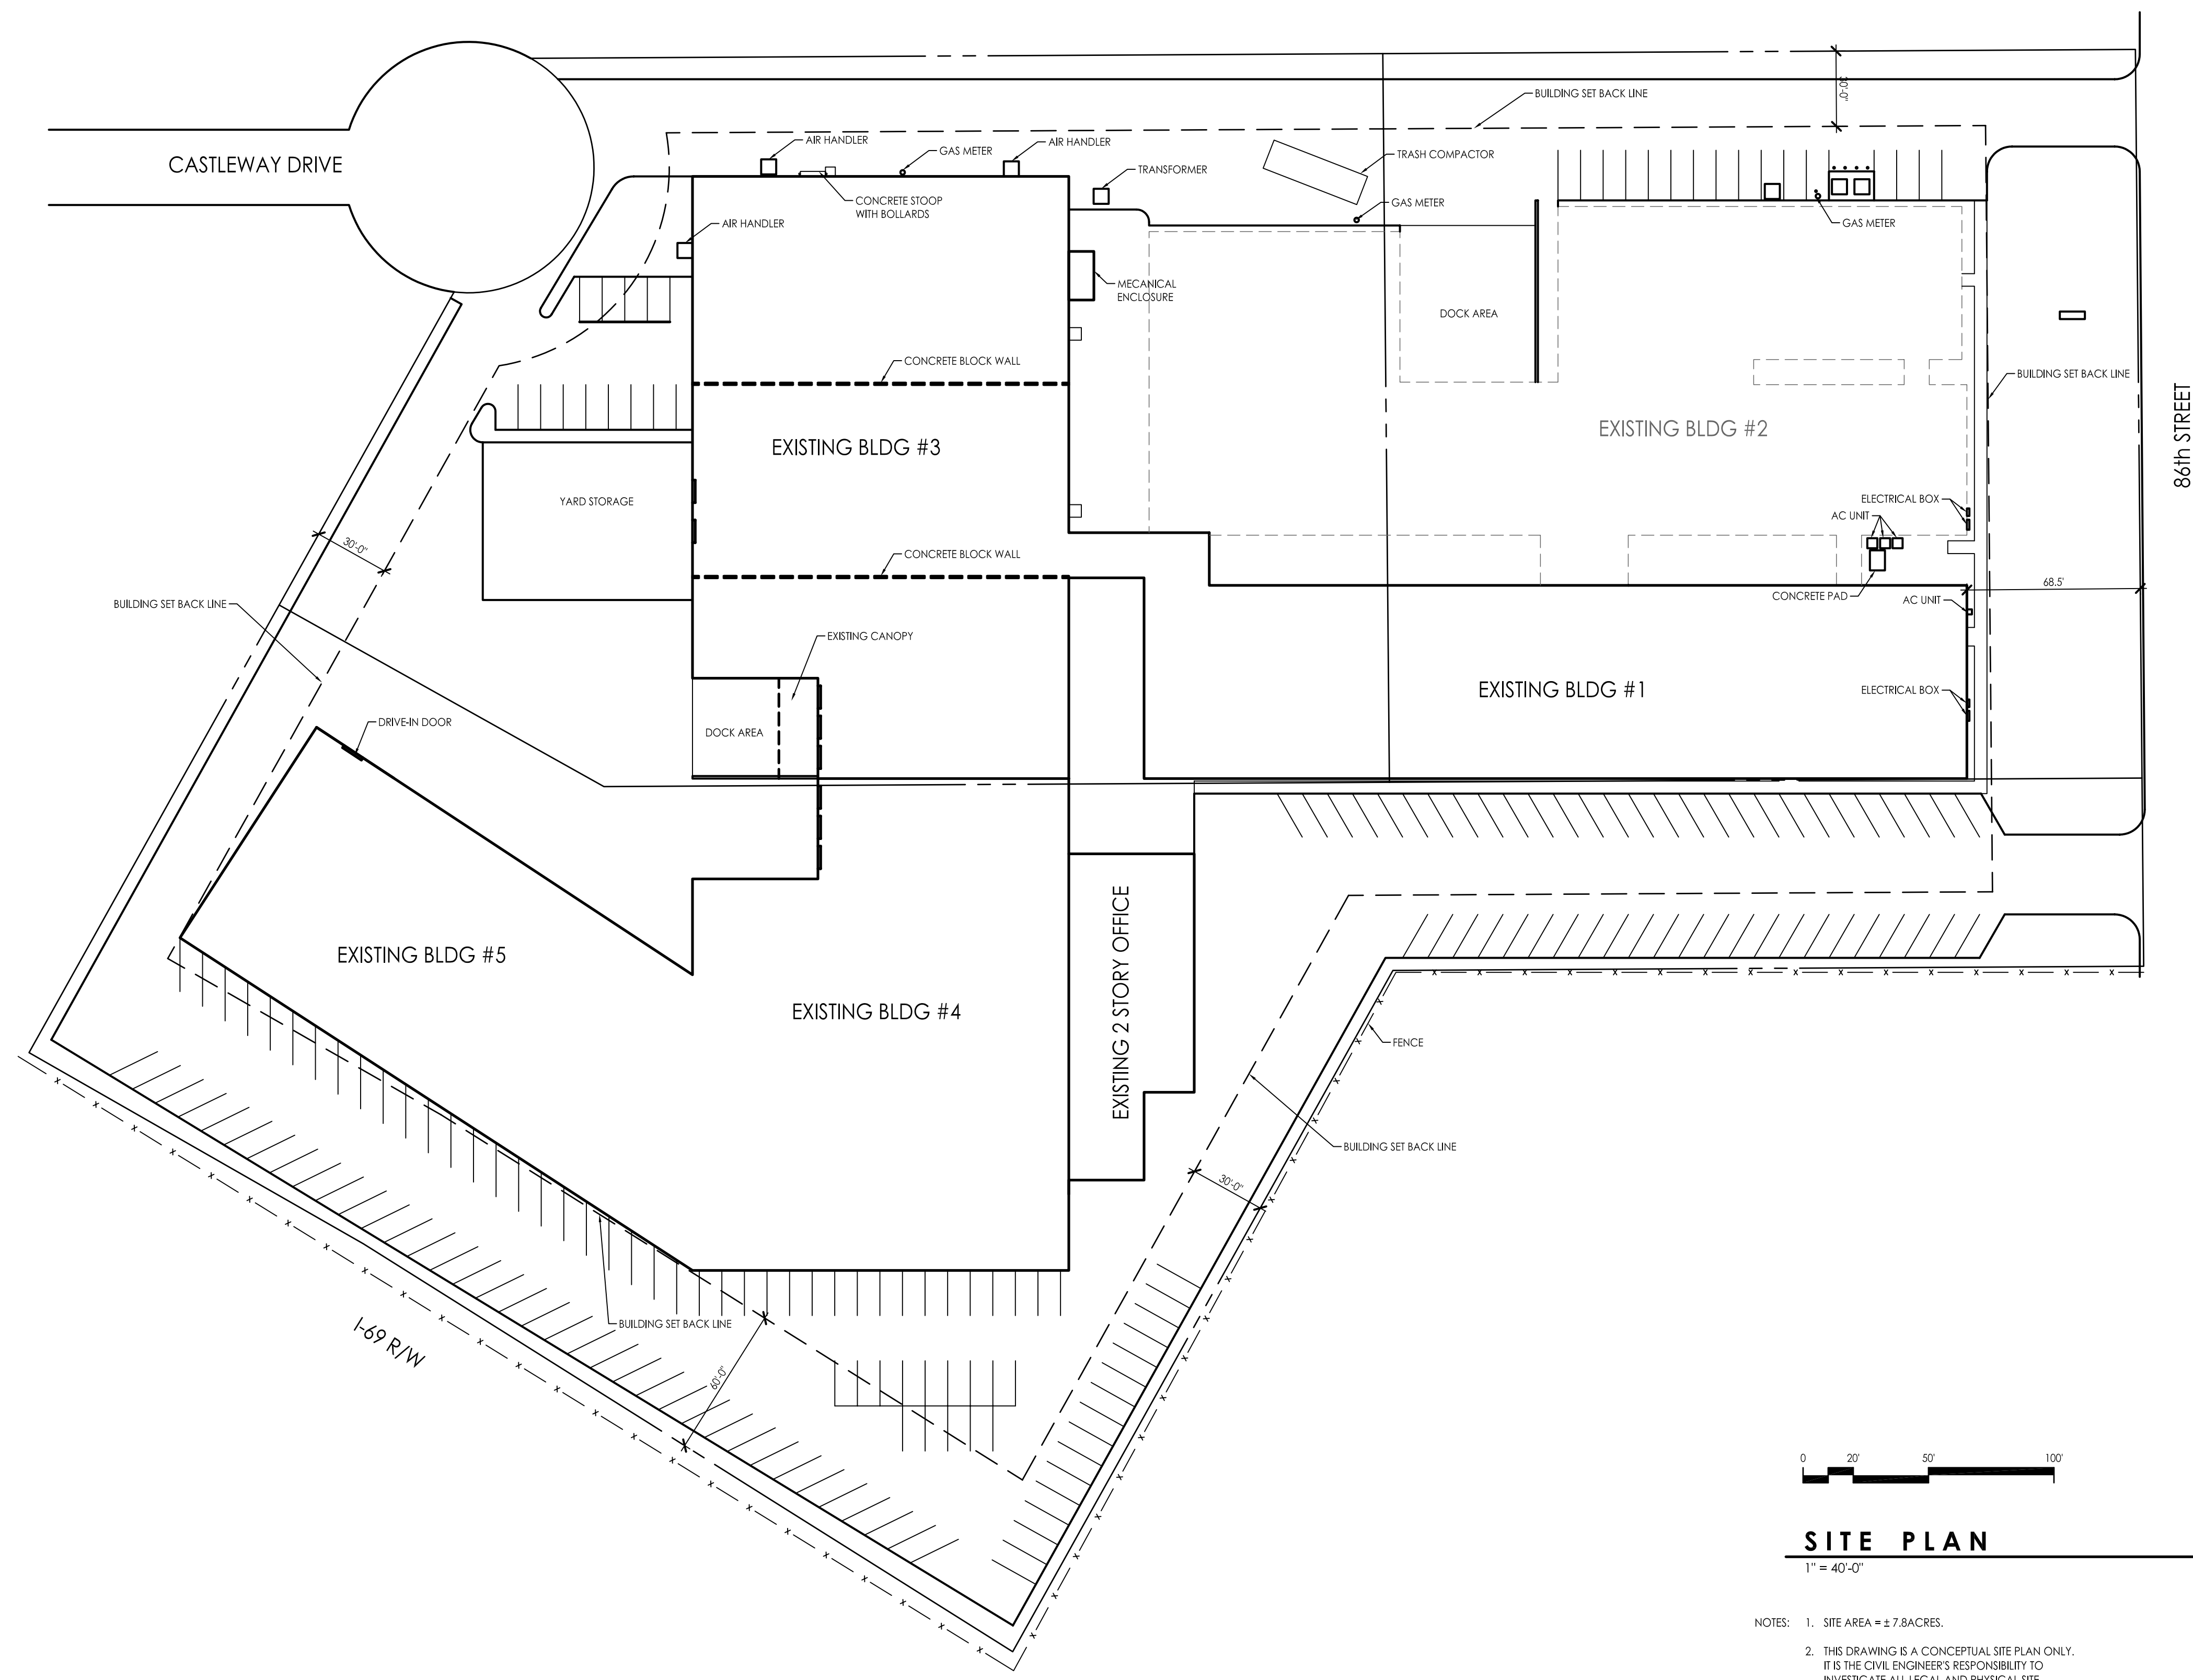 30'-0"
BUILDING SET BACK LINE
CASTLEWAY DRIVE
AIR HANDLER
GAS METER
AIR HANDLER
TRASH COMPACTOR
TRANSFORMER
CONCRETE STOOP
WITH BOLLARDS
GAS METER
AIR HANDLER
GAS METER
MECANICAL
ENCLOSURE
DOCK AREA
CONCRETE BLOCK WALL
BUILDING SET BACK LINE
86th STREET
EXISTING BLDG #3
EXISTING BLDG #2
YARD STORAGE
ELECTRICAL BOX
AC UNIT
30'-0"
CONCRETE BLOCK WALL
68.5'
BUILDING SET BACK LINE
CONCRETE PAD
AC UNIT
EXISTING CANOPY
EXISTING BLDG #1
ELECTRICAL BOX
DRIVE-IN DOOR
DOCK AREA
EXISTING BLDG #5
EXISTING BLDG #4
EXISTING 2 STORY OFFICE
FENCE
BUILDING SET BACK LINE
30'-0"
BUILDING SET BACK LINE
I-69 R/W
60'-0"
0 20' 50' 100'
SITE PLAN
1" = 40'-0"
NOTES: 1. SITE AREA = ± 7.8ACRES.
2. THIS DRAWING IS A CONCEPTUAL SITE PLAN ONLY.
IT IS THE CIVIL ENGINEER'S RESPONSIBILITY TO
INVESTIGATE ALL LEGAL AND PHYSICAL SITE